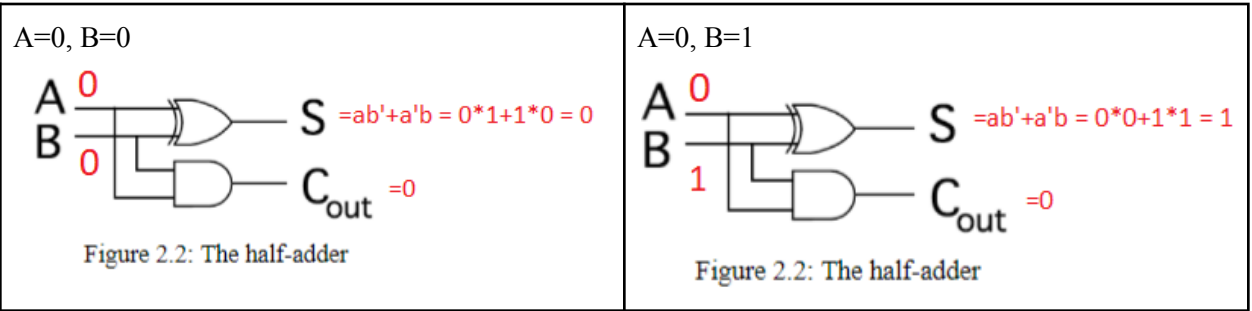 A=0, B=0
A 0
S =ab'+a'b = 0*1+1*0 = 0
B
0
Cout =0
Figure 2.2: The half-adder
A=0, B=1
A 0
S =ab'+a'b = 0*0+1*1 = 1
B
1
Cout =0
Figure 2.2: The half-adder